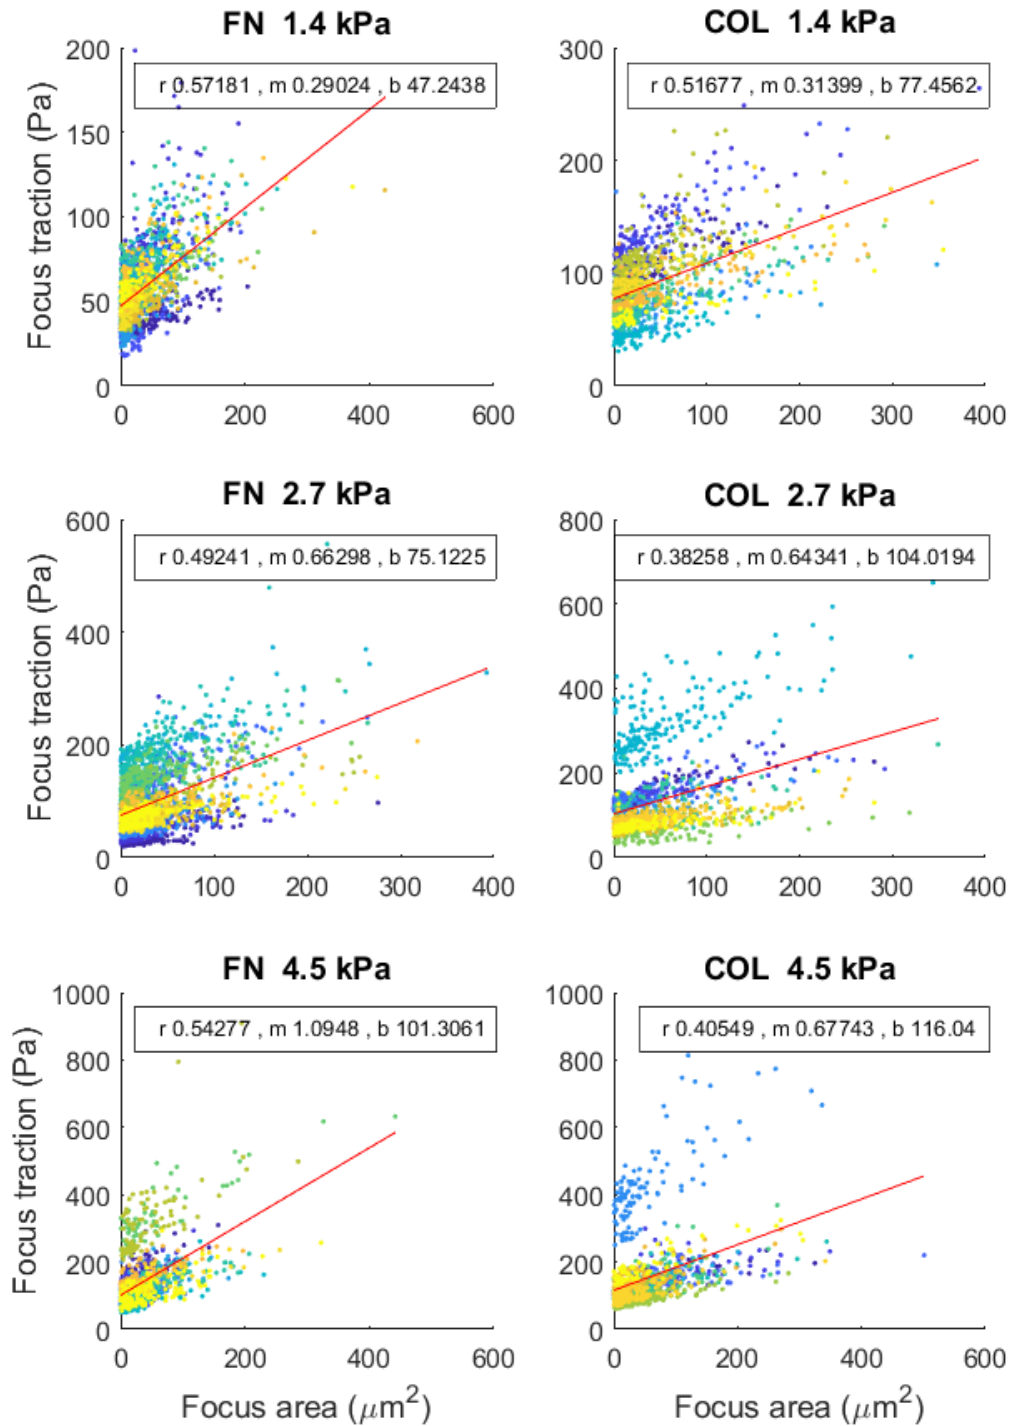 FN 1.4 kPa
COL 1.4 kPa
200
150
100
50
0
Focus traction (Pa)
r 0.57181 , m 0.29024 , b 47.2438
0 200 400 600
300
200
100
0
r 0.51677 , m 0.31399 , b 77.4562
0 100 200 300 400
FN 2.7 kPa
COL 2.7 kPa
600
400
200
0
Focus traction (Pa)
r 0.49241 , m 0.66298 , b 75.1225
0 100 200 300 400
800
600
400
200
0
r 0.38258 , m 0.64341 , b 104.0194
0 100 200 300 400
FN 4.5 kPa
COL 4.5 kPa
1000
800
600
400
200
0
Focus traction (Pa)
r 0.54277 , m 1.0948 , b 101.3061
0 200 400 600
Focus area (μm²)
1000
800
600
400
200
0
r 0.40549 , m 0.67743 , b 116.04
0 200 400 600
Focus area (μm²)